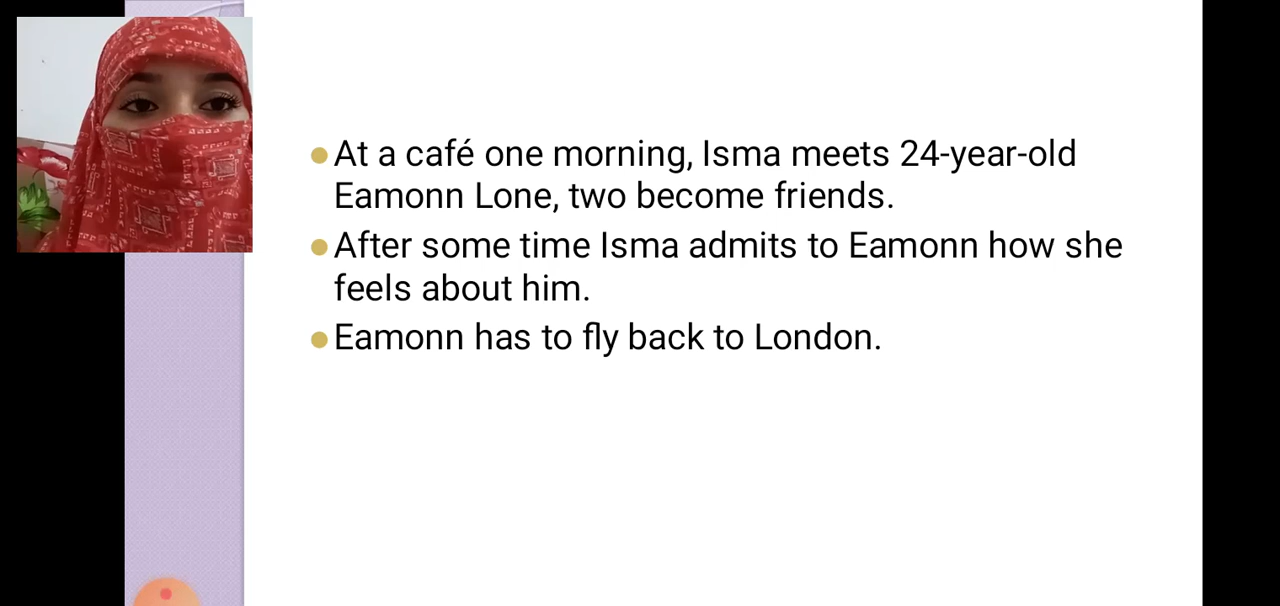 At a café one morning, Isma meets 24-year-old
Eamonn Lone, two become friends.
After some time Isma admits to Eamonn how she
feels about him.
Eamonn has to fly back to London.